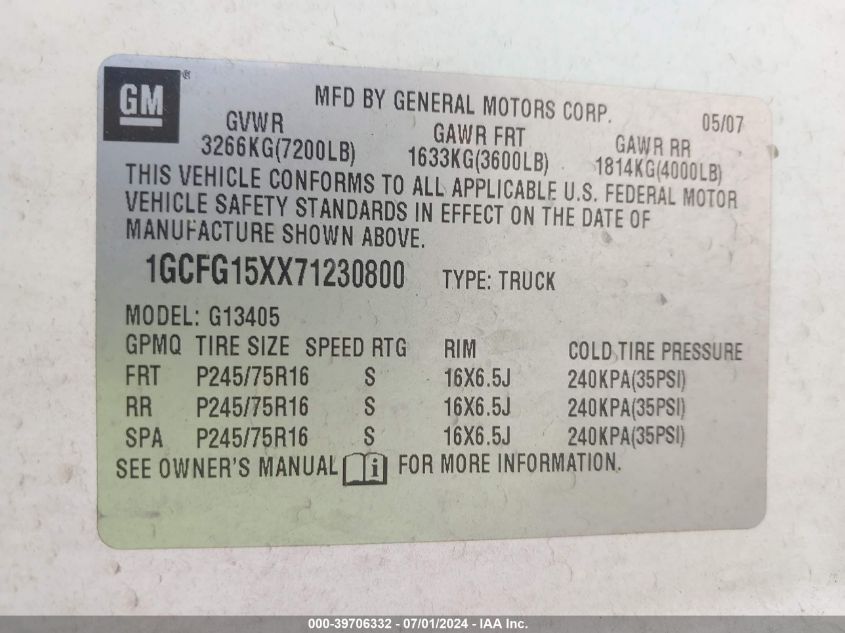 GM®
MFD BY GENERAL MOTORS CORP. 05/07
GVWR GAWR FRT GAWR RR
3266KG(7200LB) 1633KG(3600LB) 1814KG(4000LB)
THIS VEHICLE CONFORMS TO ALL APPLICABLE U.S. FEDERAL MOTOR
VEHICLE SAFETY STANDARDS IN EFFECT ON THE DATE OF
MANUFACTURE SHOWN ABOVE.
1GCFG15XX71230800 TYPE: TRUCK
MODEL: G13405
GPMQ TIRE SIZE SPEED RTG RIM COLD TIRE PRESSURE
FRT P245/75R16 S 16X6.5J 240KPA(35PSI)
RR P245/75R16 S 16X6.5J 240KPA(35PSI)
SPA P245/75R16 S 16X6.5J 240KPA(35PSI)
SEE OWNER'S MANUAL i FOR MORE INFORMATION.
000-39706332 - 07/01/2024 - IAA Inc.